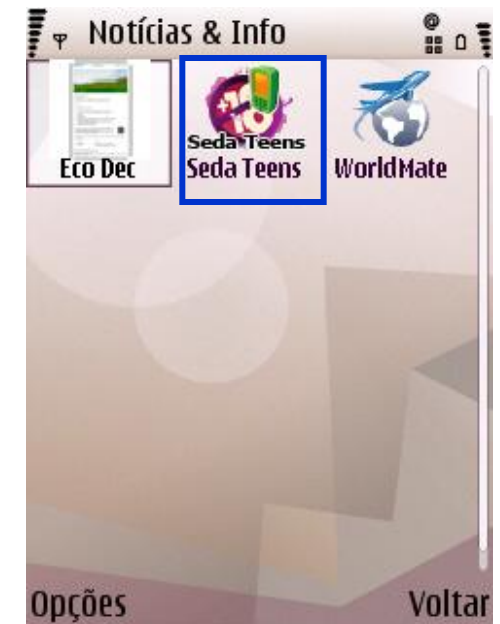 Notícias & Info
@
Seda Teens
Eco Dec Seda Teens WorldMate
Opções Voltar